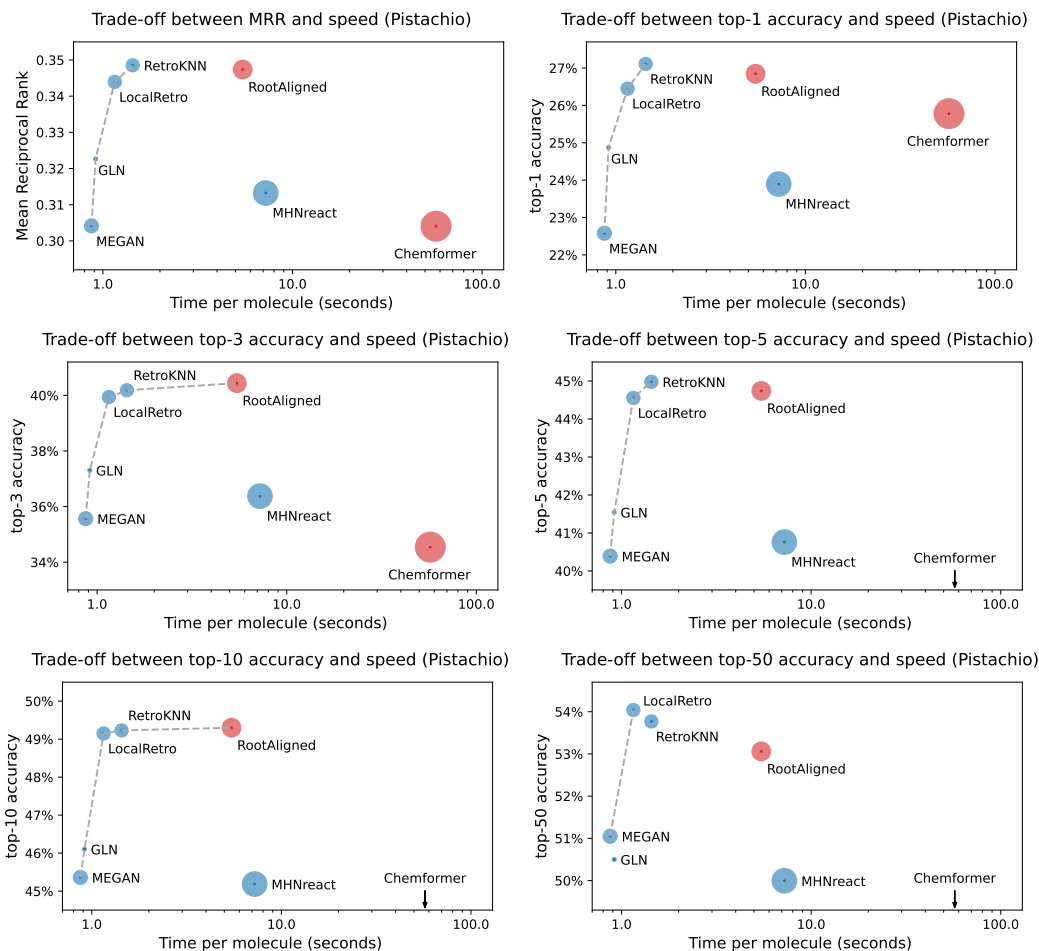 Trade-off between MRR and speed (Pistachio)
Mean Reciprocal Rank
0.35
0.34
0.33
0.32
0.31
0.30
RetroKNN
LocalRetro
RootAligned
GLN
MHNreact
MEGAN
Chemformer
1.0
10.0
100.0
Time per molecule (seconds)
Trade-off between top-1 accuracy and speed (Pistachio)
top-1 accuracy
27%
26%
25%
24%
23%
22%
RetroKNN
LocalRetro
RootAligned
Chemformer
GLN
MHNreact
MEGAN
1.0
10.0
100.0
Time per molecule (seconds)
Trade-off between top-3 accuracy and speed (Pistachio)
top-3 accuracy
40%
38%
36%
34%
RetroKNN
RootAligned
LocalRetro
GLN
MEGAN
MHNreact
Chemformer
1.0
10.0
100.0
Time per molecule (seconds)
Trade-off between top-5 accuracy and speed (Pistachio)
top-5 accuracy
45%
44%
43%
42%
41%
40%
RetroKNN
RootAligned
LocalRetro
GLN
MEGAN
MHNreact
Chemformer
1.0
10.0
100.0
Time per molecule (seconds)
Trade-off between top-10 accuracy and speed (Pistachio)
top-10 accuracy
50%
49%
48%
47%
46%
45%
RetroKNN
LocalRetro
RootAligned
GLN
MEGAN
MHNreact
Chemformer
1.0
10.0
100.0
Time per molecule (seconds)
Trade-off between top-50 accuracy and speed (Pistachio)
top-50 accuracy
54%
53%
52%
51%
50%
LocalRetro
RetroKNN
RootAligned
MEGAN
GLN
MHNreact
Chemformer
1.0
10.0
100.0
Time per molecule (seconds)